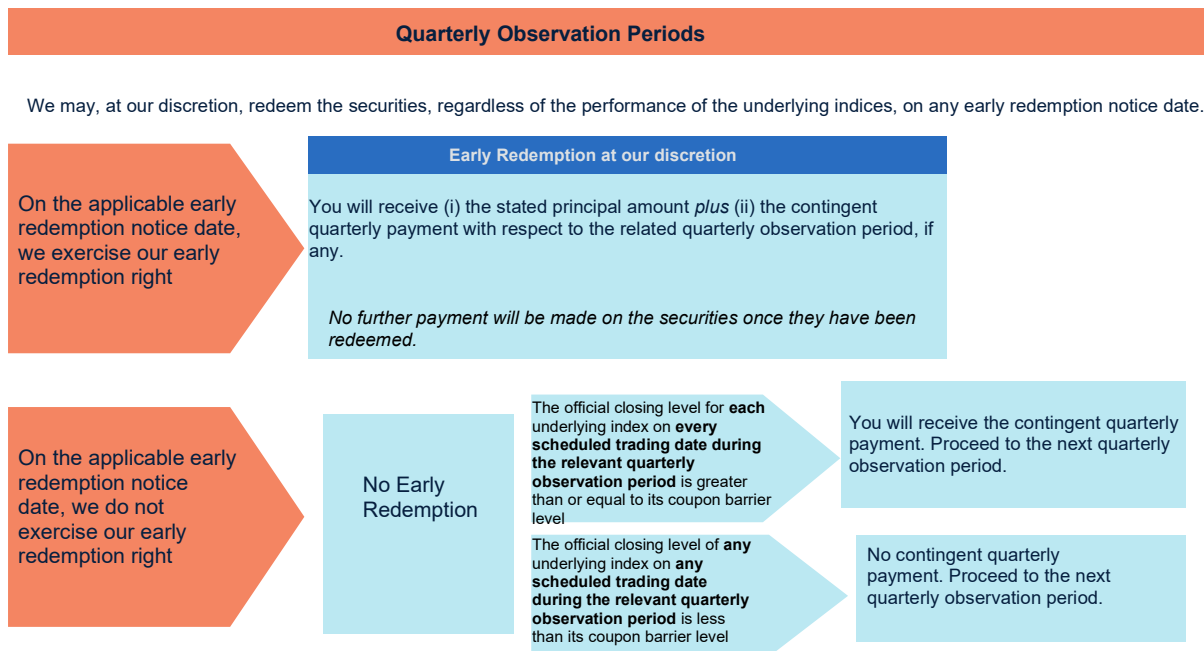 Quarterly Observation Periods
We may, at our discretion, redeem the securities, regardless of the performance of the underlying indices, on any early redemption notice date.
On the applicable early
redemption notice date,
we exercise our early
redemption right
Early Redemption at our discretion
You will receive (i) the stated principal amount plus (ii) the contingent
quarterly payment with respect to the related quarterly observation period, if
any.
No further payment will be made on the securities once they have been
redeemed.
On the applicable early
redemption notice
date, we do not
exercise our early
redemption right
No Early
Redemption
The official closing level for each
underlying index on every
scheduled trading date during
the relevant quarterly
observation period is greater
than or equal to its coupon barrier
level
You will receive the contingent quarterly
payment. Proceed to the next quarterly
observation period.
The official closing level of any
underlying index on any
scheduled trading date
during the relevant quarterly
observation period is less
than its coupon barrier level
No contingent quarterly
payment. Proceed to the next
quarterly observation period.